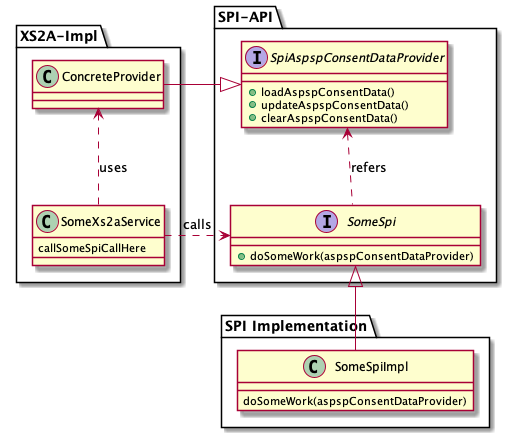 XS2A-Impl
SPI-API
C ConcreteProvider
I SpiAspspConsentDataProvider
loadAspspConsentData()
updateAspspConsentData()
clearAspspConsentData()
uses
refers
C SomeXs2aService
callSomeSpiCallHere
calls
I SomeSpi
doSomeWork(aspspConsentDataProvider)
SPI Implementation
C SomeSpiImpl
doSomeWork(aspspConsentDataProvider)